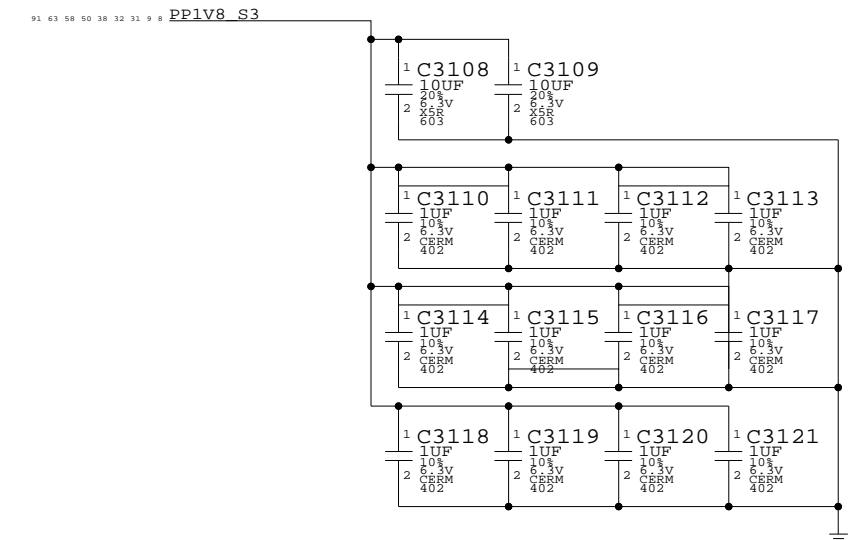 91 63 58 50 38 32 31 9 8 PP1V8_S3
1 C3108 1 C3109
10UF 10UF
20% 20%
6.3V 6.3V
2 X5R 2 X5R
603 603
1 C3110 1 C3111 1 C3112 1 C3113
1UF 1UF 1UF 1UF
10% 10% 10% 10%
6.3V 6.3V 6.3V 6.3V
2 CERM 2 CERM 2 CERM 2 CERM
402 402 402 402
1 C3114 1 C3115 1 C3116 1 C3117
1UF 1UF 1UF 1UF
10% 10% 10% 10%
6.3V 6.3V 6.3V 6.3V
2 CERM 2 CERM 2 CERM 2 CERM
402 402 402 402
1 C3118 1 C3119 1 C3120 1 C3121
1UF 1UF 1UF 1UF
10% 10% 10% 10%
6.3V 6.3V 6.3V 6.3V
2 CERM 2 CERM 2 CERM 2 CERM
402 402 402 402